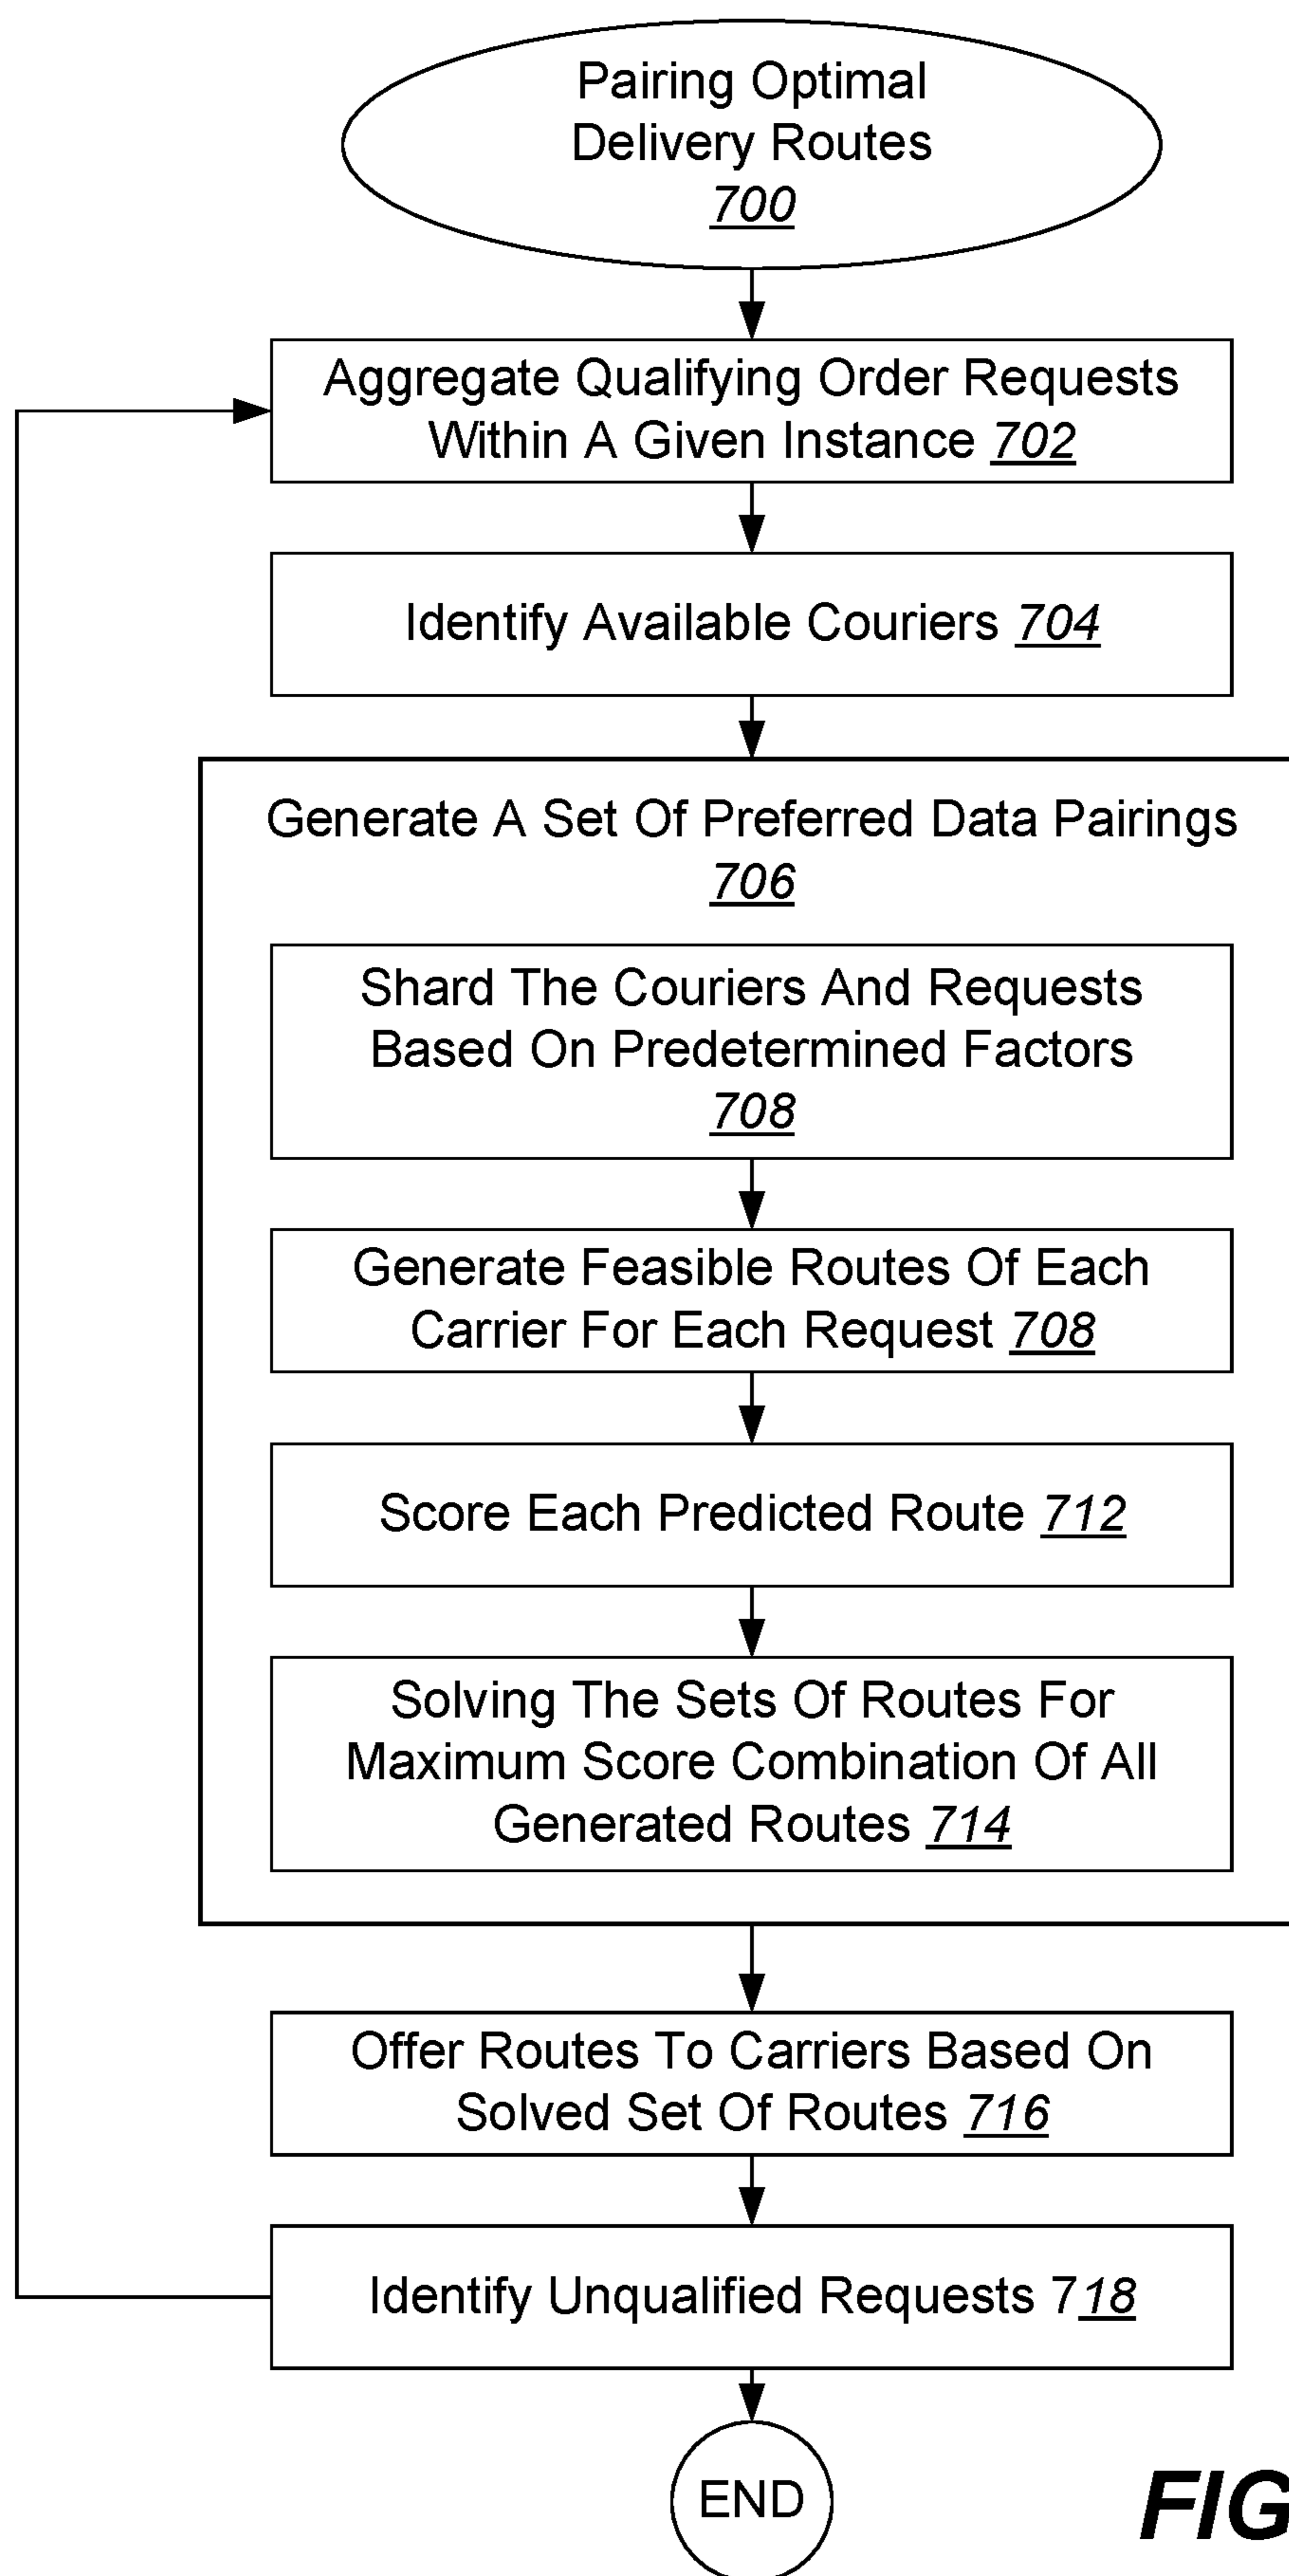 Pairing Optimal
Delivery Routes
700
Aggregate Qualifying Order Requests
Within A Given Instance 702
Identify Available Couriers 704
Generate A Set Of Preferred Data Pairings
706
Shard The Couriers And Requests
Based On Predetermined Factors
708
Generate Feasible Routes Of Each
Carrier For Each Request 708
Score Each Predicted Route 712
Solving The Sets Of Routes For
Maximum Score Combination Of All
Generated Routes 714
Offer Routes To Carriers Based On
Solved Set Of Routes 716
Identify Unqualified Requests 718
END
FIG